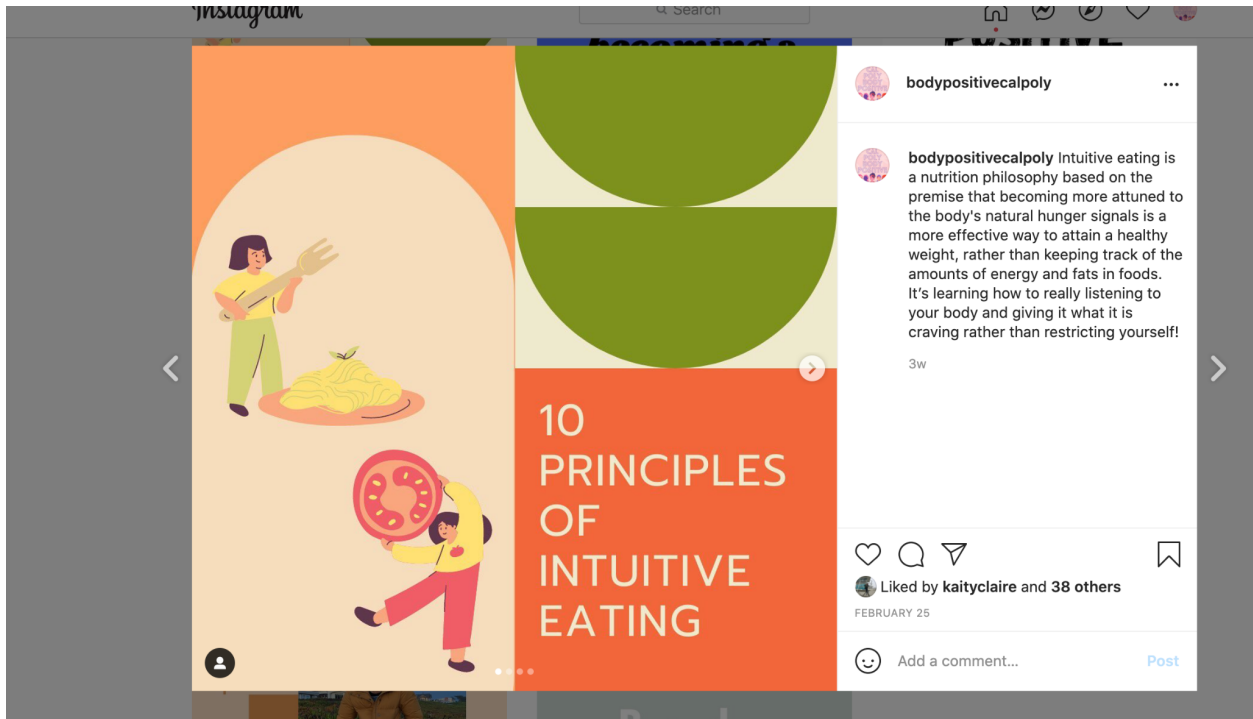 Instagram
Search
becoming a
POSITIVE
10
PRINCIPLES
OF
INTUITIVE
EATING
bodypositivecalpoly
bodypositivecalpoly Intuitive eating is
a nutrition philosophy based on the
premise that becoming more attuned to
the body's natural hunger signals is a
more effective way to attain a healthy
weight, rather than keeping track of the
amounts of energy and fats in foods.
It’s learning how to really listening to
your body and giving it what it is
craving rather than restricting yourself!
3w
Liked by kaityclaire and 38 others
FEBRUARY 25
Add a comment...
Post